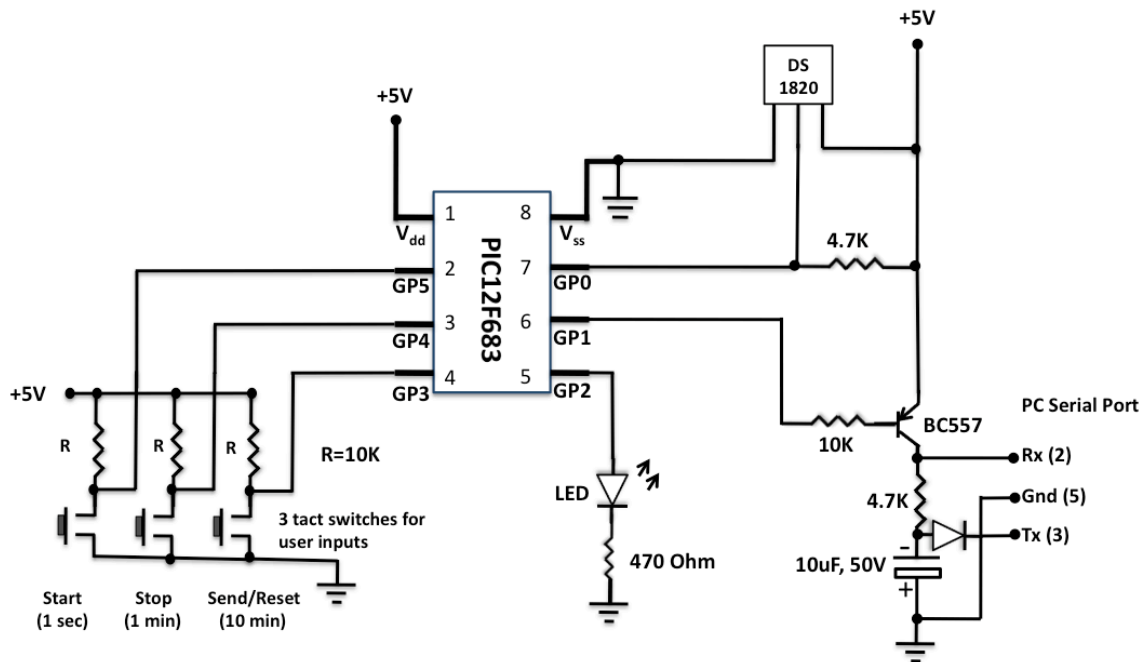 +5V
DS
1820
+5V
1
8
Vdd
Vss
PIC12F683
4.7K
2
7
GP5
GP0
3
6
GP4
GP1
4
5
GP3
GP2
+5V
R
R
R
R=10K
10K
BC557
PC Serial Port
Rx (2)
LED
4.7K
Gnd (5)
3 tact switches for
user inputs
Tx (3)
-
470 Ohm
10uF, 50V
+
Start
(1 sec)
Stop
(1 min)
Send/Reset
(10 min)